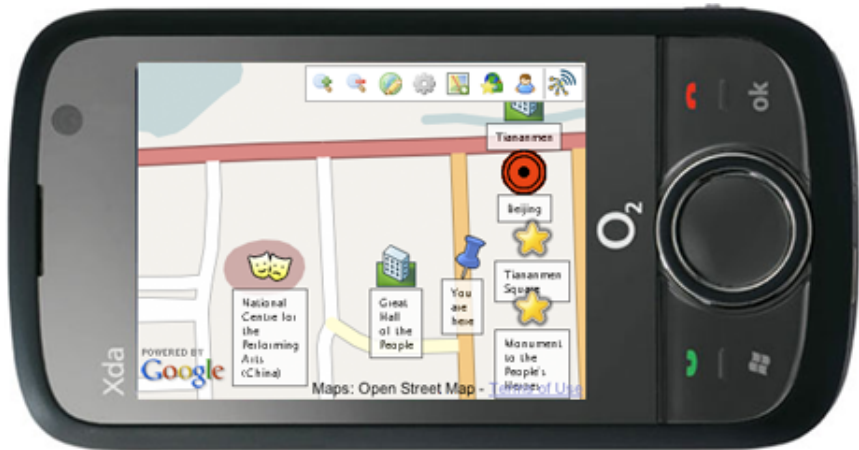 Tiananmen
Beijing
Tiananmen
Square
You
are
here
National
Centre for
the
Performing
Arts
(China)
Great
Hall
of the
People
Monument
to the
People's
Heroes
POWERED BY
Google
Maps: Open Street Map - Terms of Use
Xda
O2
ok